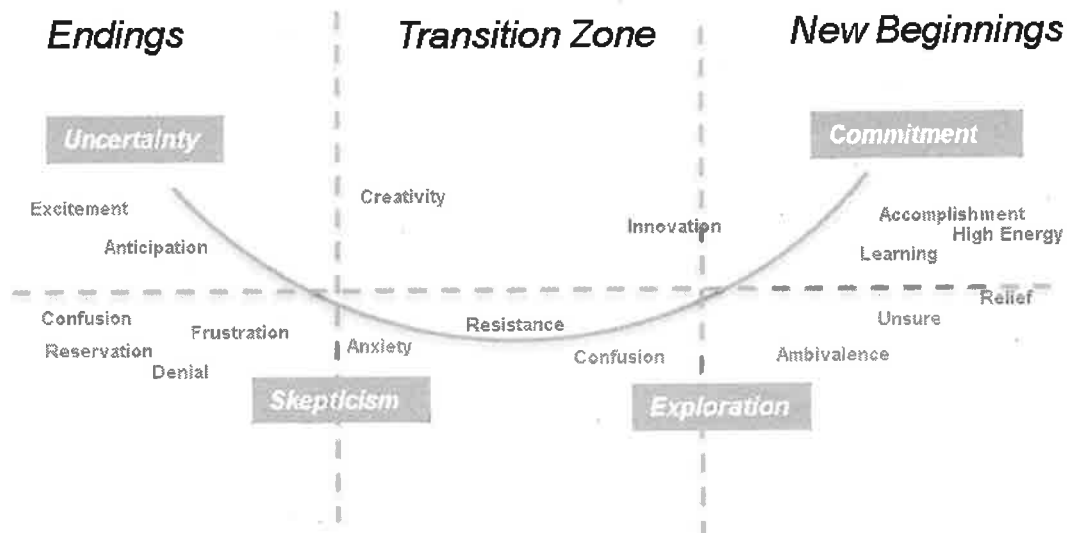 Endings
Transition Zone
New Beginnings
Uncertainty
Commitment
Excitement
Anticipation
Creativity
Innovation
Accomplishment
High Energy
Learning
Confusion
Reservation
Frustration
Denial
Anxiety
Resistance
Confusion
Relief
Unsure
Ambivalence
Skepticism
Exploration